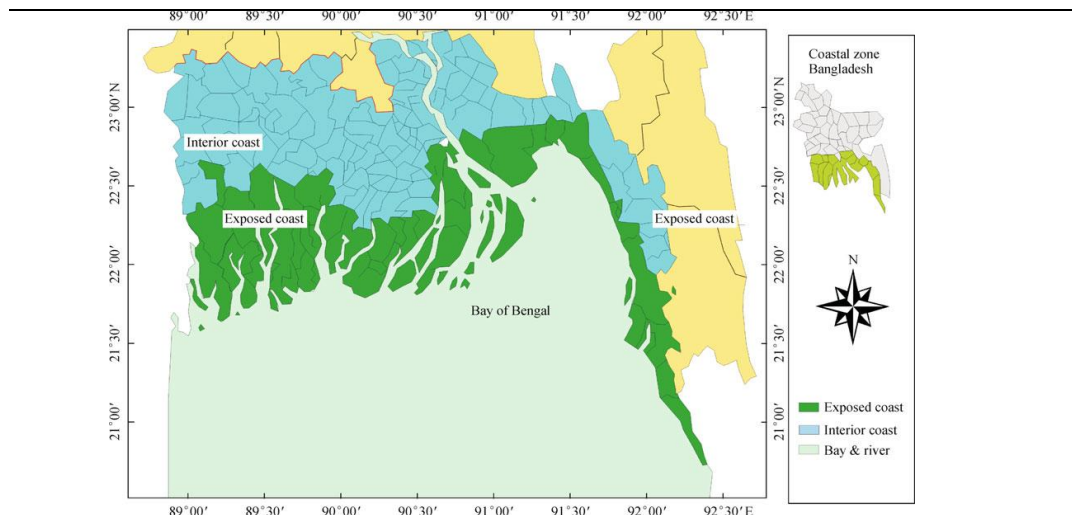 89°00′ 89°30′ 90°00′ 90°30′ 91°00′ 91°30′ 92°00′ 92°30′ E
23°00′N
22°30′
22°00′
21°30′
21°00′
Interior coast
Exposed coast
Exposed coast
Bay of Bengal
23°00′N
22°30′
22°00′
21°30′
21°00′
89°00′ 89°30′ 90°00′ 90°30′ 91°00′ 91°30′ 92°00′ 92°30′ E
Coastal zone
Bangladesh
N
Exposed coast
Interior coast
Bay & river